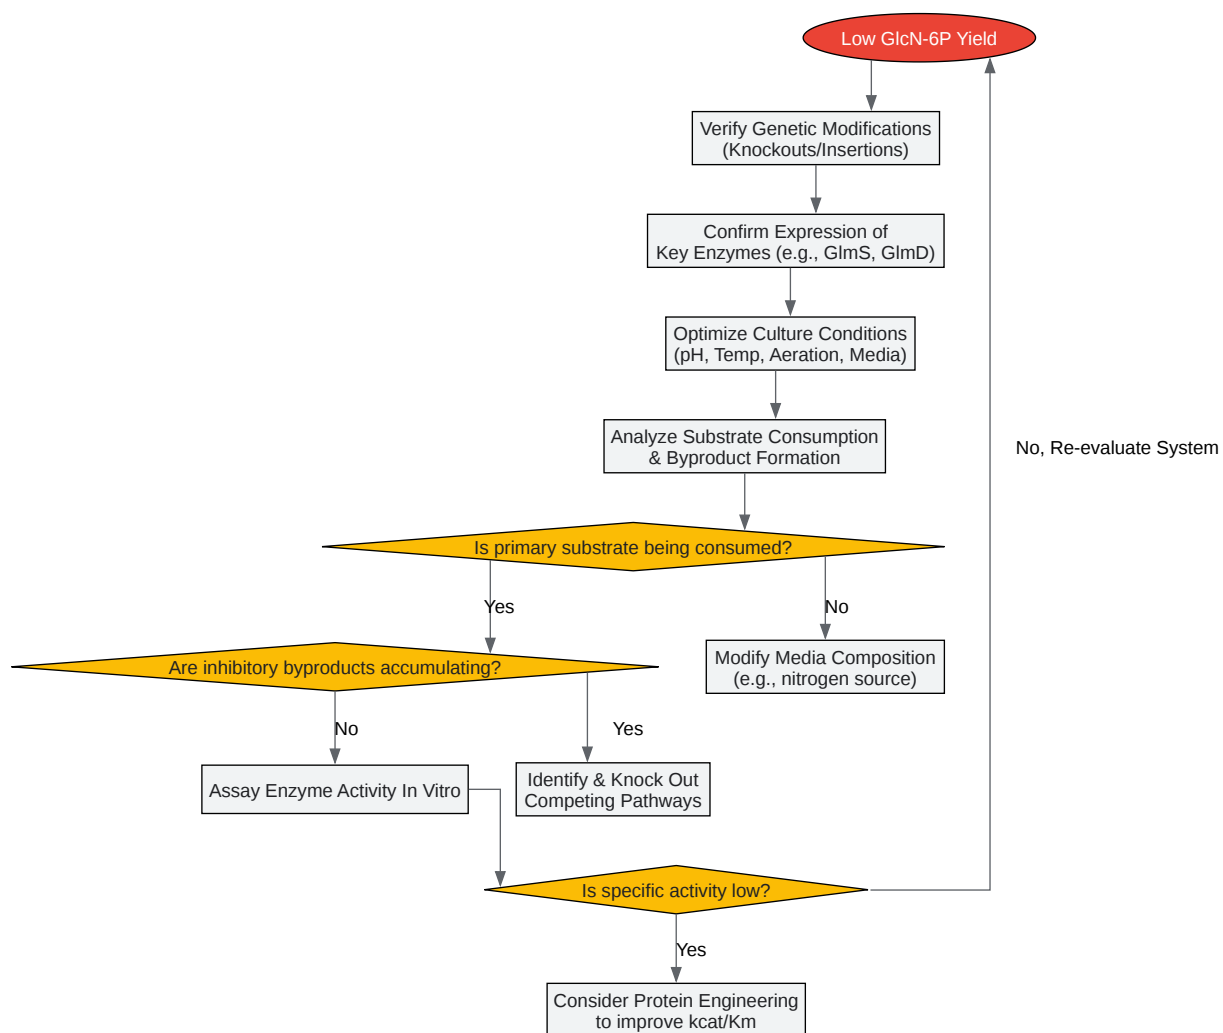 Low GlcN-6P Yield
Verify Genetic Modifications
(Knockouts/Insertions)
Confirm Expression of
Key Enzymes (e.g., GlmS, GlmD)
Optimize Culture Conditions
(pH, Temp, Aeration, Media)
Analyze Substrate Consumption
& Byproduct Formation
No, Re-evaluate System
Is primary substrate being consumed?
Yes
No
Are inhibitory byproducts accumulating?
Modify Media Composition
(e.g., nitrogen source)
No
Yes
Assay Enzyme Activity In Vitro
Identify & Knock Out
Competing Pathways
Is specific activity low?
Yes
Consider Protein Engineering
to improve kcat/Km